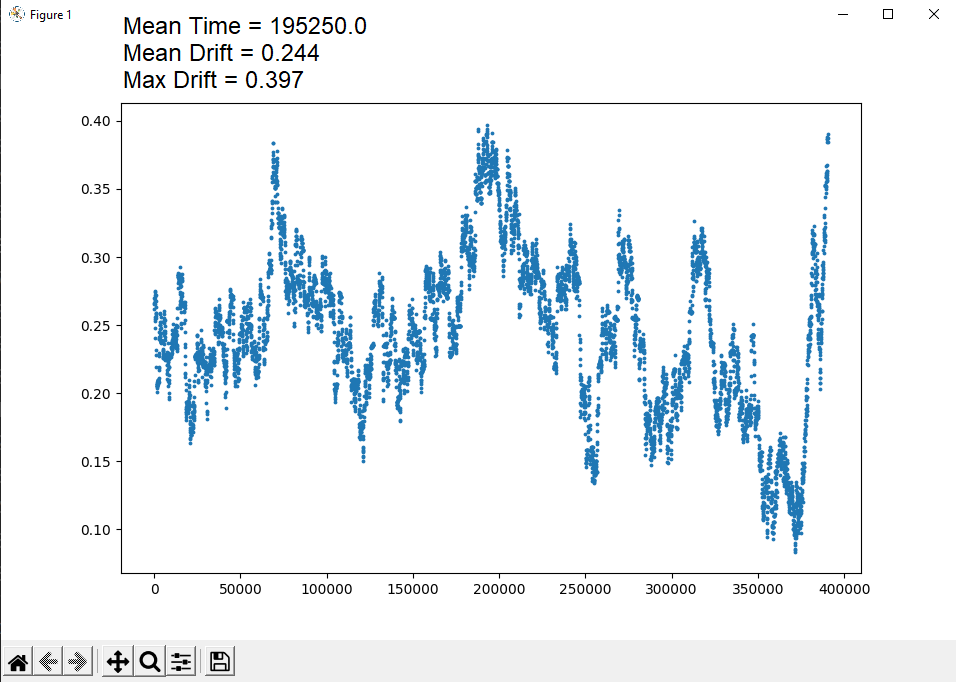 Figure 1
Mean Time = 195250.0
Mean Drift = 0.244
Max Drift = 0.397
0.40
0.35
0.30
0.25
0.20
0.15
0.10
0 50000 100000 150000 200000 250000 300000 350000 400000